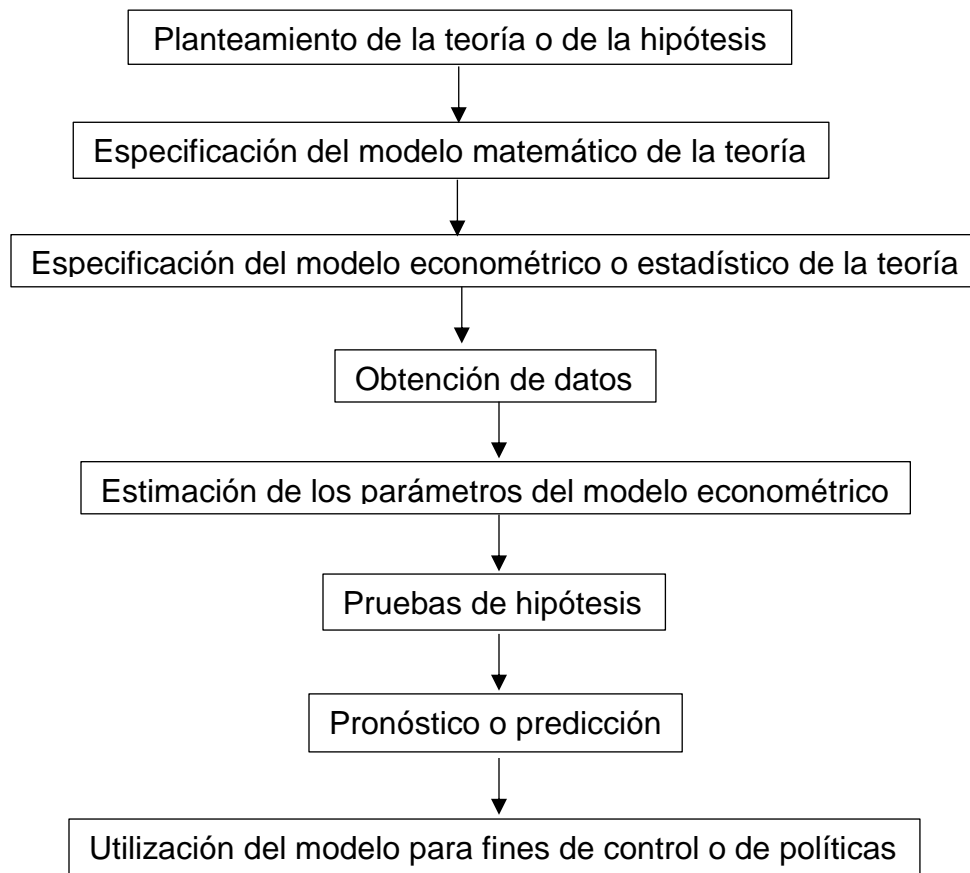 Planteamiento de la teoría o de la hipótesis
Especificación del modelo matemático de la teoría
Especificación del modelo econométrico o estadístico de la teoría
Obtención de datos
Estimación de los parámetros del modelo econométrico
Pruebas de hipótesis
Pronóstico o predicción
Utilización del modelo para fines de control o de políticas